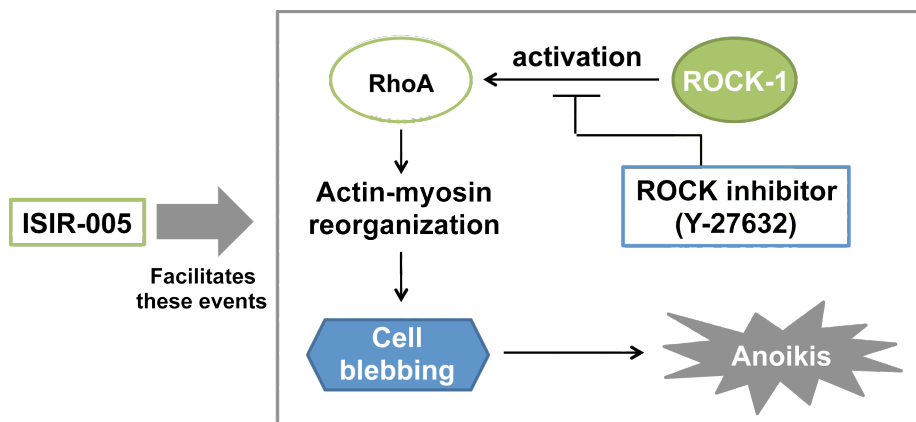 activation
RhoA
ROCK-1
Actin-myosin
reorganization
ROCK inhibitor
(Y-27632)
ISIR-005
Facilitates
these events
Cell
blebbing
Anoikis